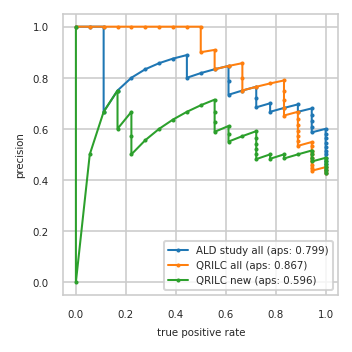 1.0
0.8
0.6
0.4
0.2
0.0
precision
ALD study all (aps: 0.799)
QRILC all (aps: 0.867)
QRILC new (aps: 0.596)
0.0 0.2 0.4 0.6 0.8 1.0
true positive rate